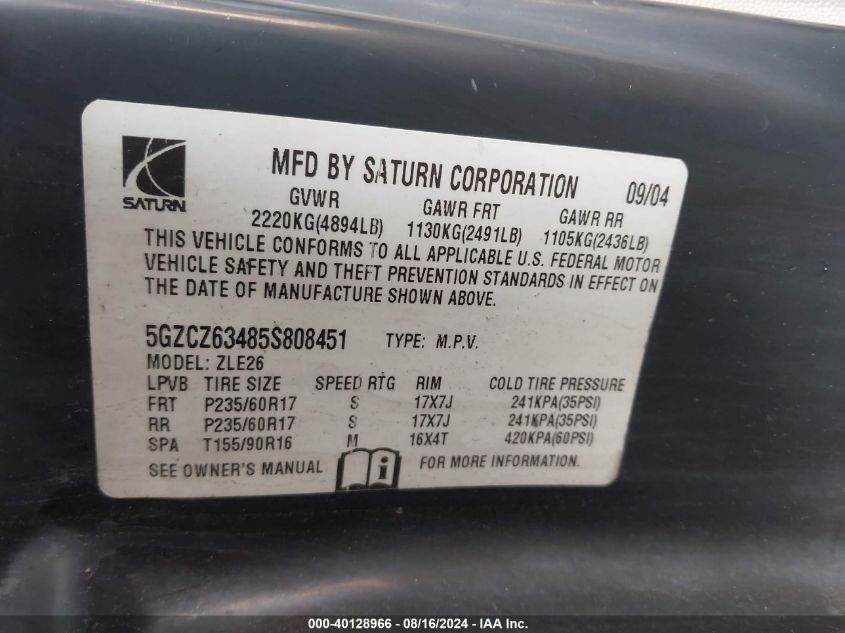 SATURN
MFD BY SATURN CORPORATION 09/04
GVWR GAWR FRT GAWR RR
2220KG(4894LB) 1130KG(2491LB) 1105KG(2436LB)
THIS VEHICLE CONFORMS TO ALL APPLICABLE U.S. FEDERAL MOTOR
VEHICLE SAFETY AND THEFT PREVENTION STANDARDS IN EFFECT ON
THE DATE OF MANUFACTURE SHOWN ABOVE.
5GZCZ63485S808451 TYPE: M.P.V.
MODEL: ZLE26
LPVB TIRE SIZE SPEED RTG RIM COLD TIRE PRESSURE
FRT P235/60R17 S 17X7J 241KPA(35PSI)
RR P235/60R17 S 17X7J 241KPA(35PSI)
SPA T155/90R16 M 16X4T 420KPA(60PSI)
SEE OWNER'S MANUAL i FOR MORE INFORMATION.
000-40128966 - 08/16/2024 - IAA Inc.